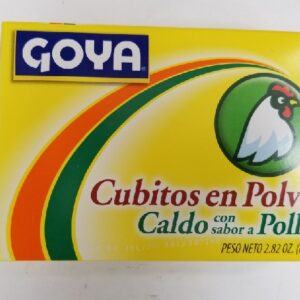 GOYA
Cubitos en Polv
Caldo con sabor a Poll
PESO NETO 2.82 OZ. (